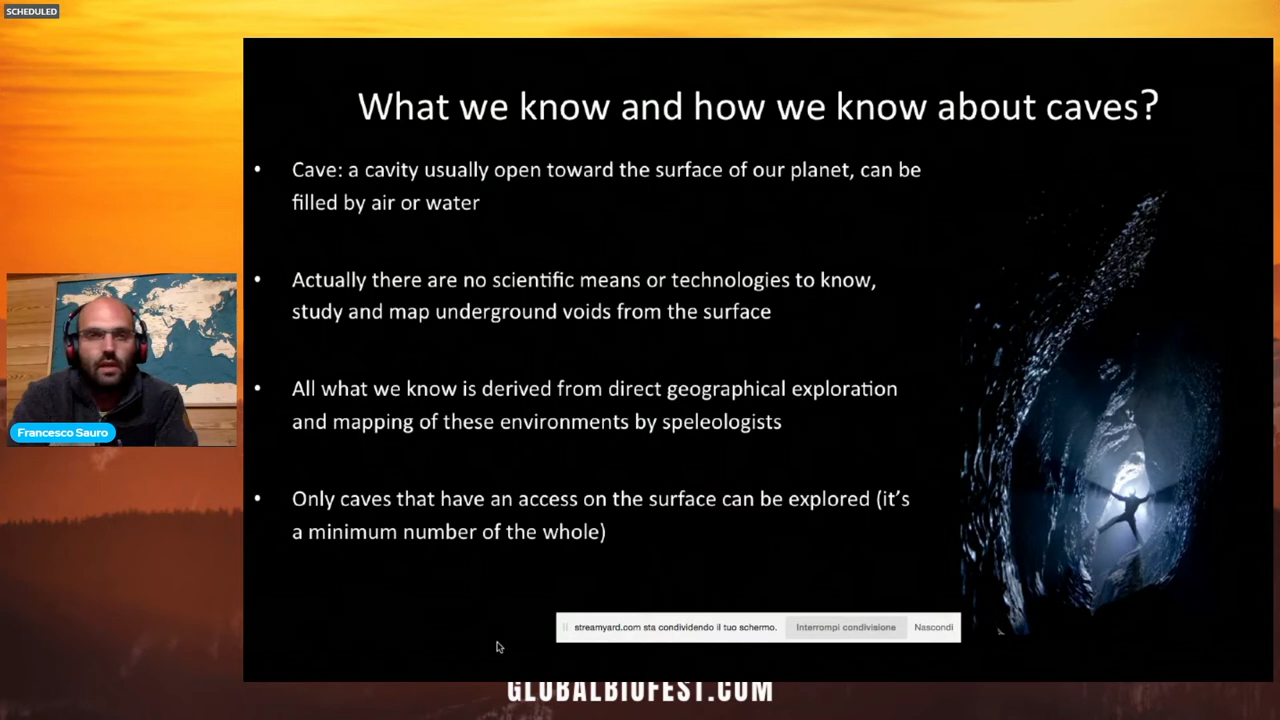 SCHEDULED
What we know and how we know about caves?
• Cave: a cavity usually open toward the surface of our planet, can be
filled by air or water
• Actually there are no scientific means or technologies to know,
study and map underground voids from the surface
• All what we know is derived from direct geographical exploration
and mapping of these environments by speleologists
• Only caves that have an access on the surface can be explored (it's
a minimum number of the whole)
Francesco Sauro
streamyard.com sta condividendo il tuo schermo. Interrompi condivisione Nascondi
GLOBALBIOFEST.COM